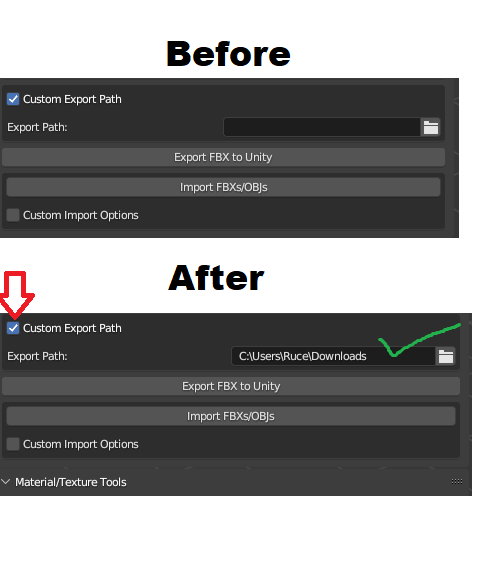 Before
Custom Export Path
Export Path:
Export FBX to Unity
Import FBXs/OBJs
Custom Import Options
After
Custom Export Path
Export Path: C:\Users\Ruce\Downloads
Export FBX to Unity
Import FBXs/OBJs
Custom Import Options
Material/Texture Tools